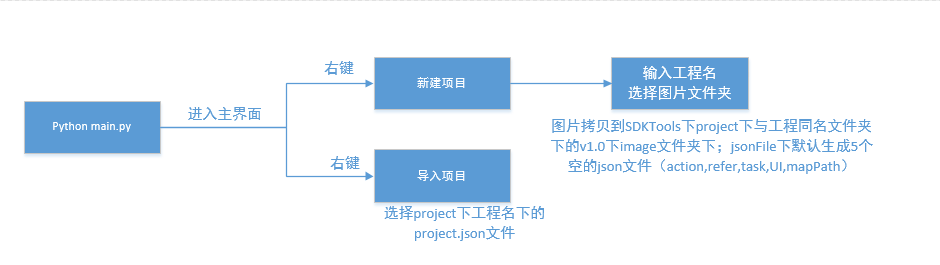 Python main.py
进入主界面
右键
新建项目
输入工程名
选择图片文件夹
图片拷贝到SDKTools下project下与工程同名文件夹
下的v1.0下image文件夹下；jsonFile下默认生成5个
空的json文件（action,refer,task,UI,mapPath）
右键
导入项目
选择project下工程名下的
project.json文件